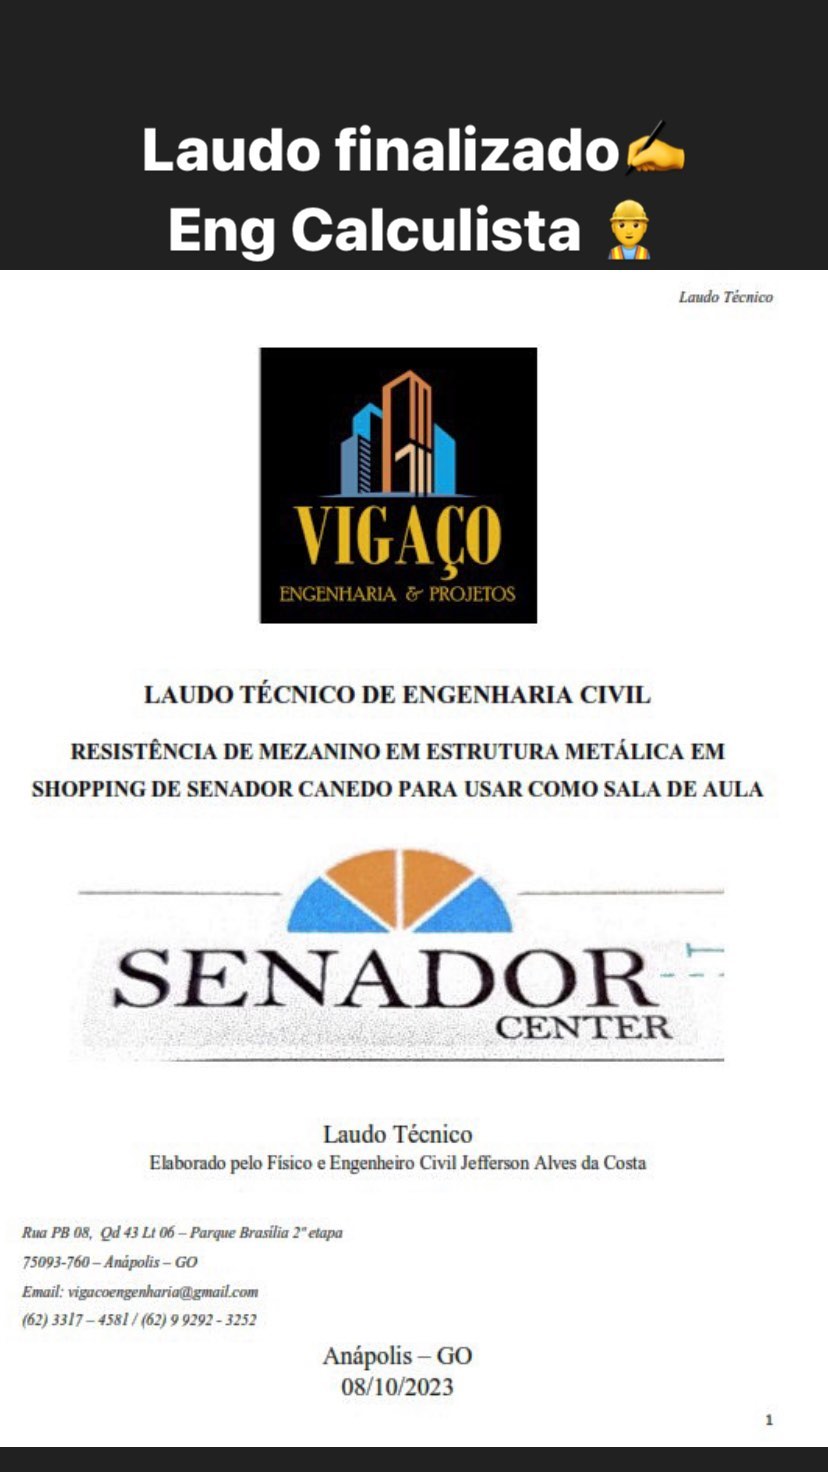 Laudo finalizado✍️
Eng Calculista 👷
Laudo Técnico
VIGAÇO
ENGENHARIA & PROJETOS
LAUDO TÉCNICO DE ENGENHARIA CIVIL
RESISTÊNCIA DE MEZANINO EM ESTRUTURA METÁLICA EM
SHOPPING DE SENADOR CANEDO PARA USAR COMO SALA DE AULA
SENADOR
CENTER
Laudo Técnico
Elaborado pelo Físico e Engenheiro Civil Jefferson Alves da Costa
Rua PB 08, Qd 43 Lt 06 – Parque Brasília 2ª etapa
75093-760 – Anápolis – GO
Email: vigacoengenharia@gmail.com
(62) 3317 – 4581 / (62) 9 9292 - 3252
Anápolis – GO
08/10/2023
1